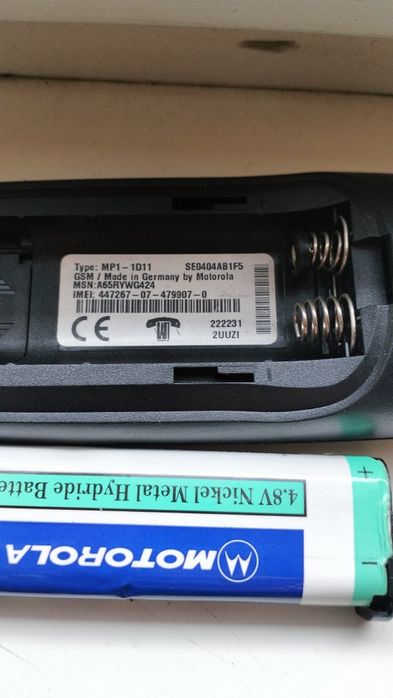 Type: MP1-1D11 SE0404AB1F5
GSM / Made in Germany by Motorola
MSN:A65RYWG424
IMEI: 447267-07-479907-0
CE 222231
2UUZI
+
4.8V Nickel Metal Hydride Batte
MOTOROLA